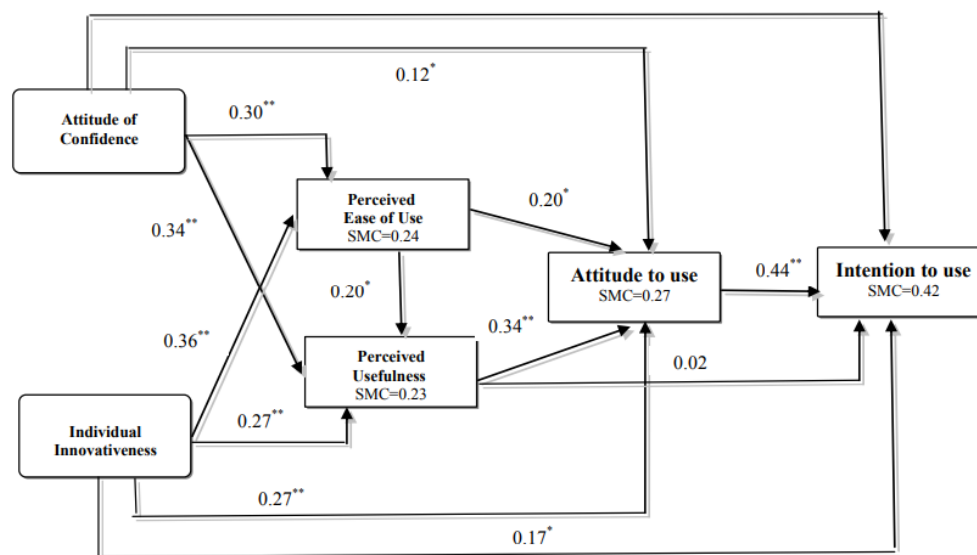 0.12*
Attitude of
Confidence
0.30**
Perceived
Ease of Use
SMC=0.24
0.20*
0.34**
Attitude to use
SMC=0.27
0.44**
Intention to use
SMC=0.42
0.20*
0.34**
0.36**
Perceived
Usefulness
SMC=0.23
0.02
Individual
Innovativeness
0.27**
0.27**
0.17*